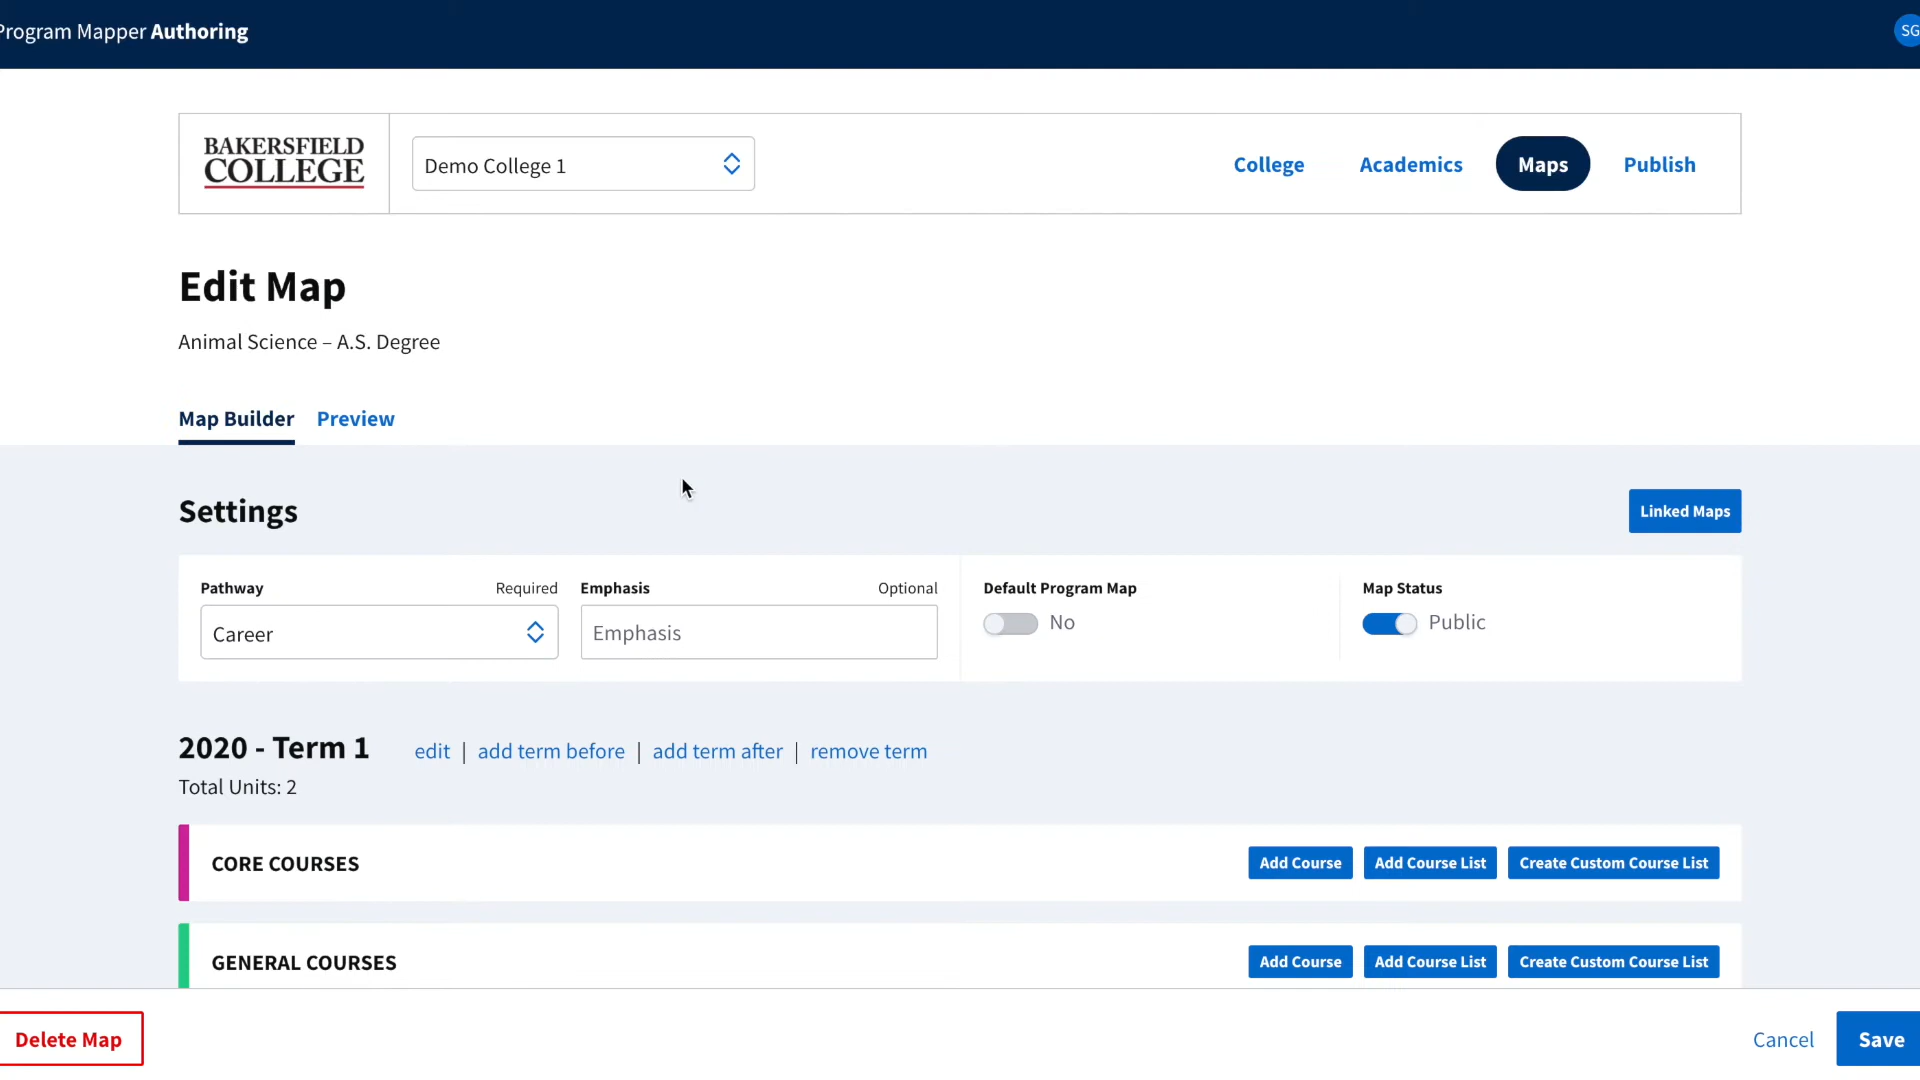 Program Mapper Authoring
SG
BAKERSFIELD
COLLEGE
Demo College 1
College
Academics
Maps
Publish
Edit Map
Animal Science – A.S. Degree
Map Builder
Preview
Settings
Linked Maps
Pathway
Required
Emphasis
Optional
Default Program Map
Map Status
Career
Emphasis
No
Public
2020 - Term 1
edit | add term before | add term after | remove term
Total Units: 2
CORE COURSES
Add Course
Add Course List
Create Custom Course List
GENERAL COURSES
Add Course
Add Course List
Create Custom Course List
Delete Map
Cancel
Save